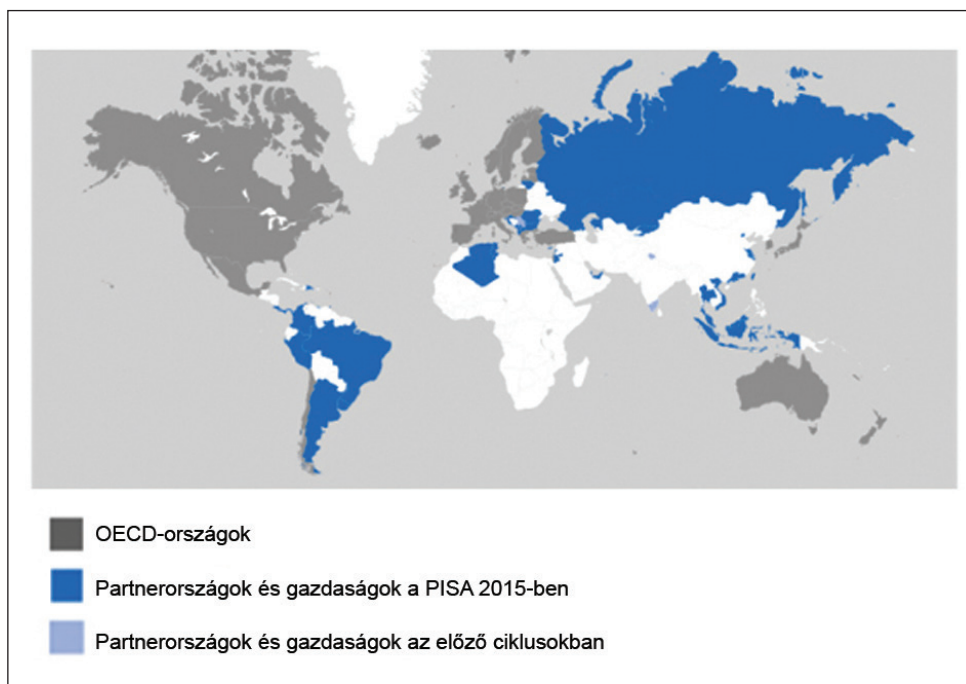 OECD-országok
Partnerországok és gazdaságok a PISA 2015-ben
Partnerországok és gazdaságok az előző ciklusokban